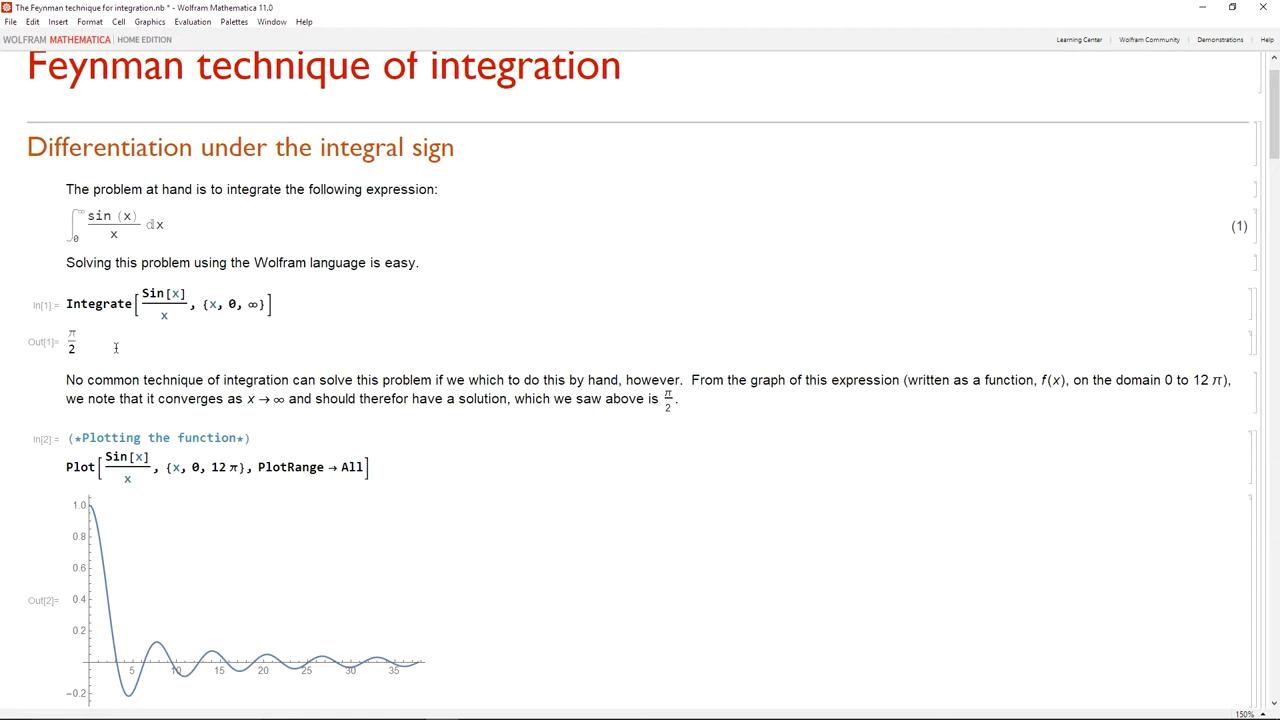 The Feynman technique for integration.nb * - Wolfram Mathematica 11.0
File Edit Insert Format Cell Graphics Evaluation Palettes Window Help
WOLFRAM MATHEMATICA HOME EDITION Learning Center Wolfram Community Demonstrations Help
Feynman technique of integration
Differentiation under the integral sign
The problem at hand is to integrate the following expression:
∫₀^∞ sin (x)/x ⅆx (1)
Solving this problem using the Wolfram language is easy.
In[1]:= Integrate[Sin[x]/x, {x, 0, ∞}]
Out[1]= π/2
No common technique of integration can solve this problem if we which to do this by hand, however. From the graph of this expression (written as a function, f(x), on the domain 0 to 12 π),
we note that it converges as x → ∞ and should therefor have a solution, which we saw above is π/2.
In[2]:= (*Plotting the function*)
Plot[Sin[x]/x, {x, 0, 12 π}, PlotRange → All]
1.0
0.8
0.6
Out[2]= 0.4
0.2
5 10 15 20 25 30 35
-0.2
150%